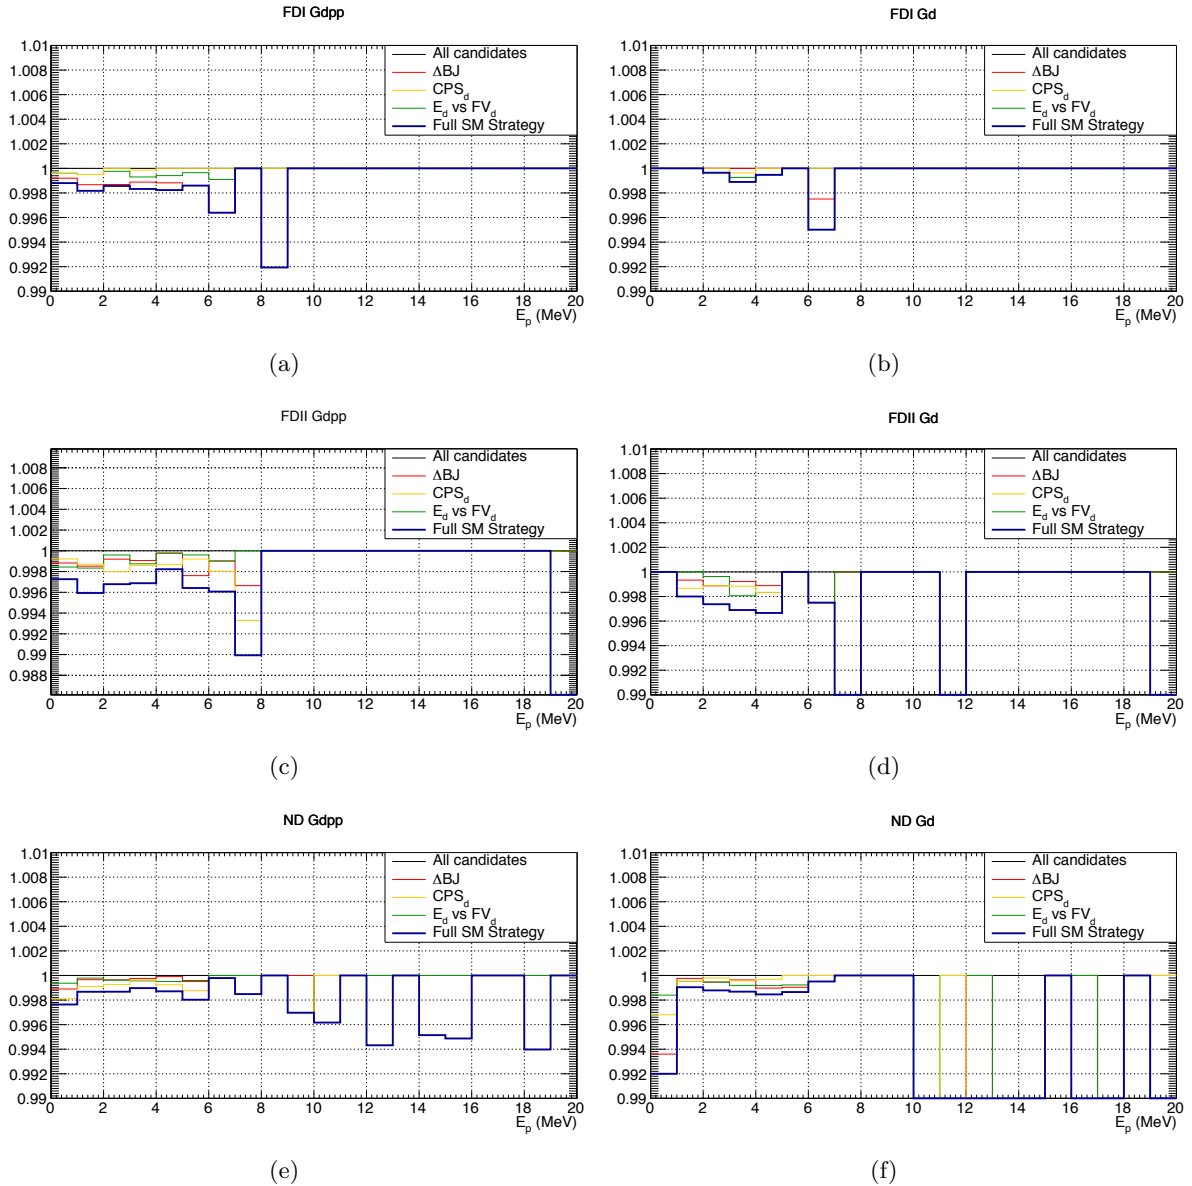 FDI Gdpp
1.01
1.008
1.006
1.004
1.002
1
0.998
0.996
0.994
0.992
0.99
All candidates
ΔBJ
CPS_d
E_d vs FV_d
Full SM Strategy
0 2 4 6 8 10 12 14 16 18 20
E_p (MeV)
(a)
FDI Gd
1.01
1.008
1.006
1.004
1.002
1
0.998
0.996
0.994
0.992
0.99
All candidates
ΔBJ
CPS_d
E_d vs FV_d
Full SM Strategy
0 2 4 6 8 10 12 14 16 18 20
E_p (MeV)
(b)
FDII Gdpp
1.008
1.006
1.004
1.002
1
0.998
0.996
0.994
0.992
0.99
0.988
All candidates
ΔBJ
CPS_d
E_d vs FV_d
Full SM Strategy
0 2 4 6 8 10 12 14 16 18 20
E_p (MeV)
(c)
FDII Gd
1.01
1.008
1.006
1.004
1.002
1
0.998
0.996
0.994
0.992
0.99
All candidates
ΔBJ
CPS_d
E_d vs FV_d
Full SM Strategy
0 2 4 6 8 10 12 14 16 18 20
E_p (MeV)
(d)
ND Gdpp
1.01
1.008
1.006
1.004
1.002
1
0.998
0.996
0.994
0.992
0.99
All candidates
ΔBJ
CPS_d
E_d vs FV_d
Full SM Strategy
0 2 4 6 8 10 12 14 16 18 20
E_p (MeV)
(e)
ND Gd
1.01
1.008
1.006
1.004
1.002
1
0.998
0.996
0.994
0.992
0.99
All candidates
ΔBJ
CPS_d
E_d vs FV_d
Full SM Strategy
0 2 4 6 8 10 12 14 16 18 20
E_p (MeV)
(f)